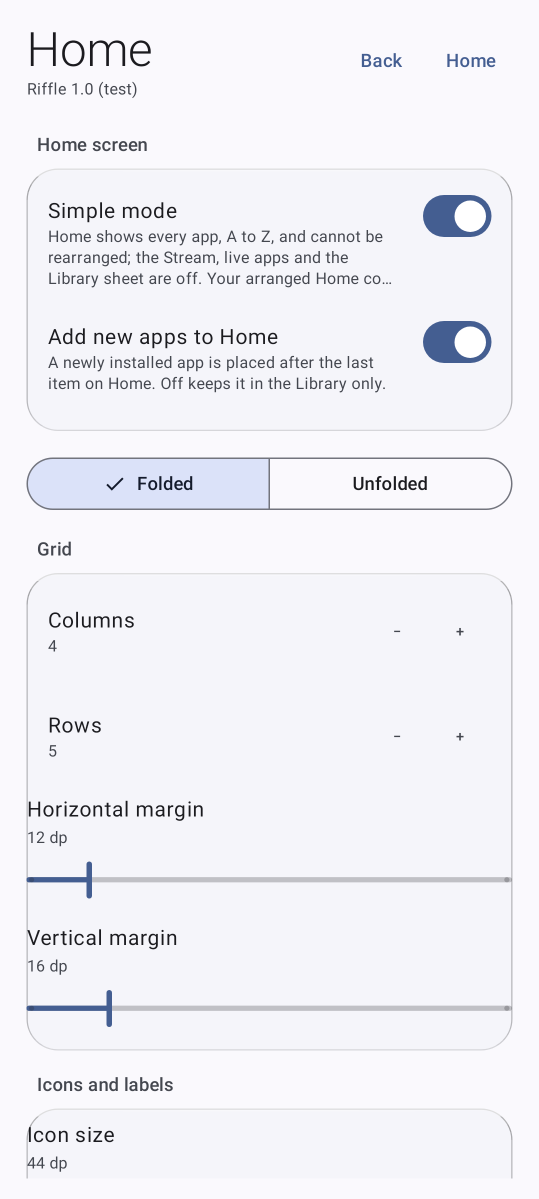 Home
Riffle 1.0 (test)
Back
Home
Home screen
Simple mode
Home shows every app, A to Z, and cannot be
rearranged; the Stream, live apps and the
Library sheet are off. Your arranged Home co…
Add new apps to Home
A newly installed app is placed after the last
item on Home. Off keeps it in the Library only.
Folded
Unfolded
Grid
Columns
4
-
+
Rows
5
-
+
Horizontal margin
12 dp
Vertical margin
16 dp
Icons and labels
Icon size
44 dp